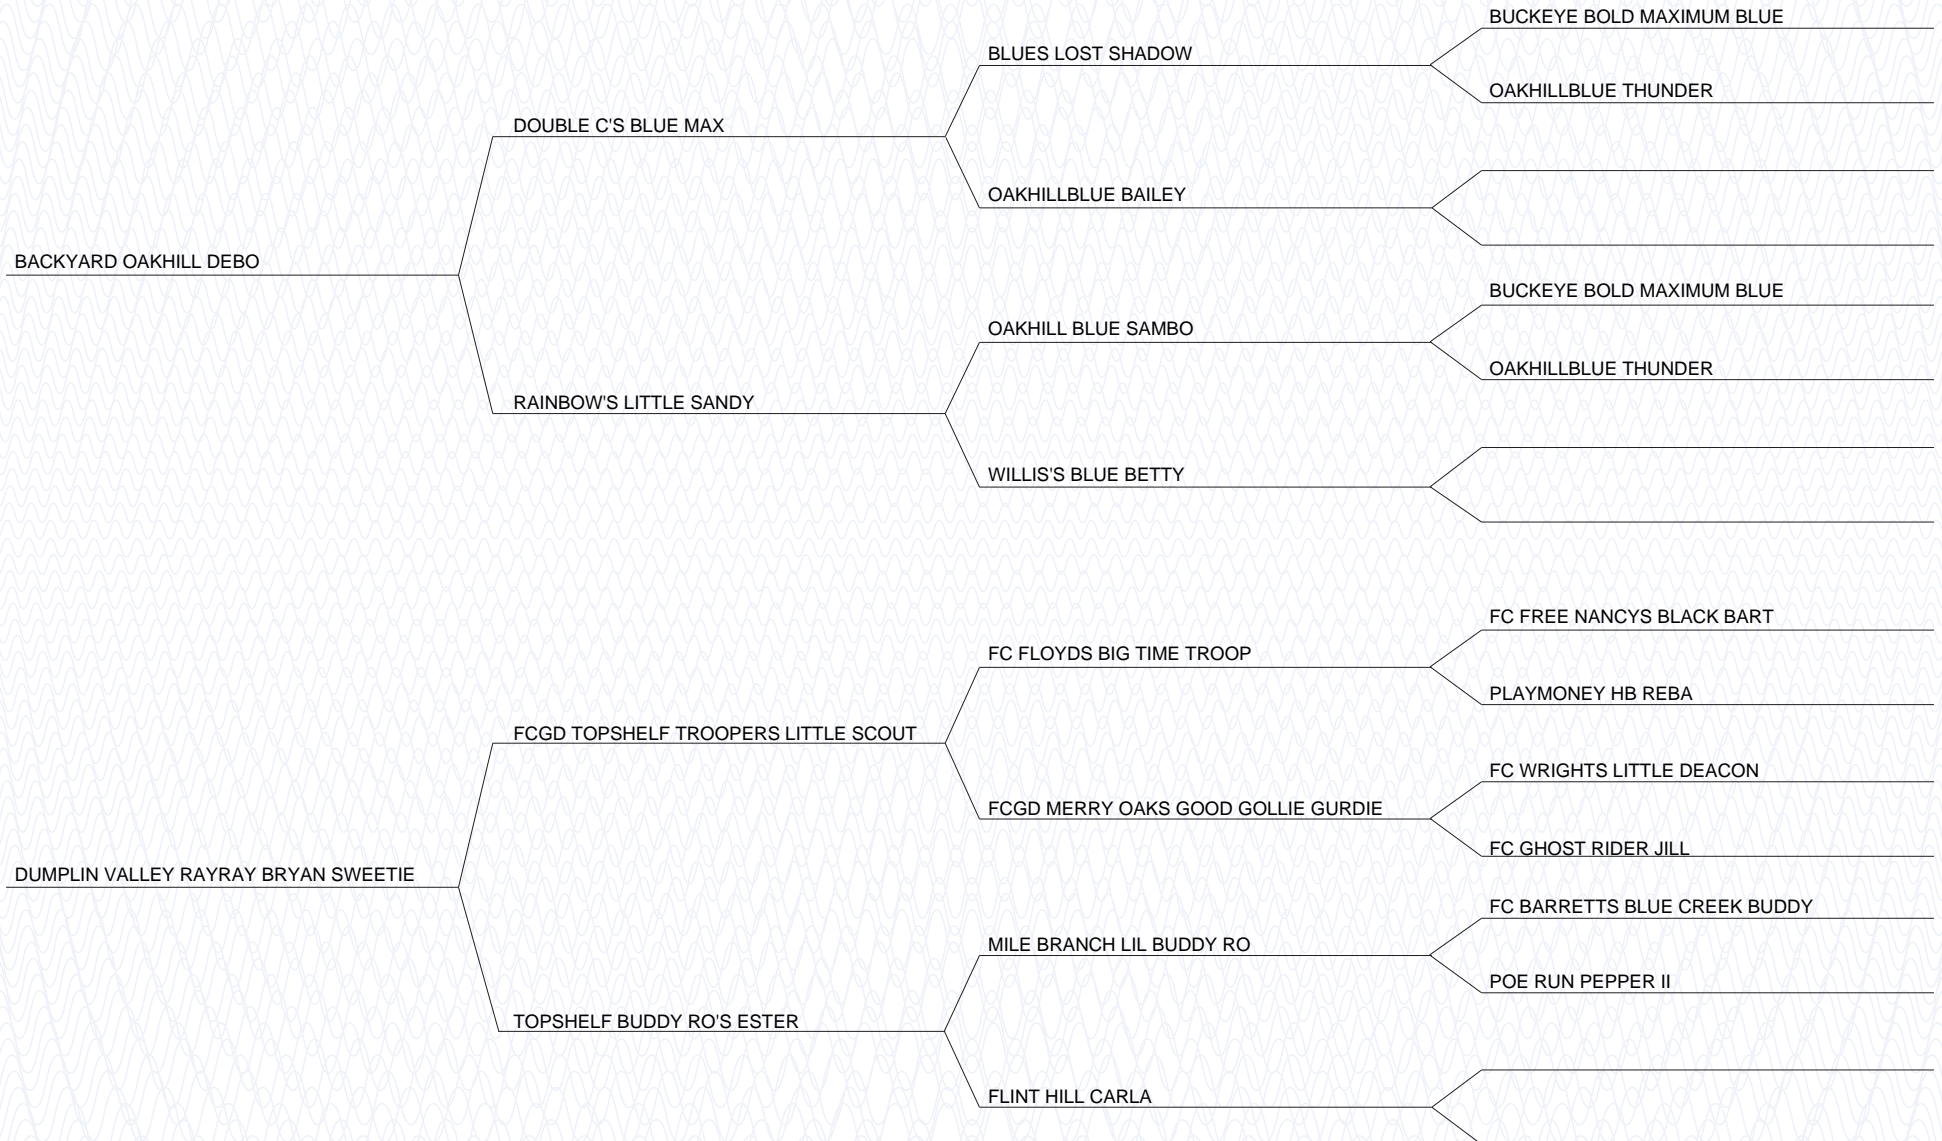 BUCKEYE BOLD MAXIMUM BLUE
BLUES LOST SHADOW
OAKHILLBLUE THUNDER
DOUBLE C'S BLUE MAX
OAKHILLBLUE BAILEY
BACKYARD OAKHILL DEBO
BUCKEYE BOLD MAXIMUM BLUE
OAKHILL BLUE SAMBO
OAKHILLBLUE THUNDER
RAINBOW'S LITTLE SANDY
WILLIS'S BLUE BETTY
FC FREE NANCYS BLACK BART
FC FLOYDS BIG TIME TROOP
PLAYMONEY HB REBA
FCGD TOPSHELF TROOPERS LITTLE SCOUT
FC WRIGHTS LITTLE DEACON
FCGD MERRY OAKS GOOD GOLLIE GURDIE
FC GHOST RIDER JILL
DUMPLIN VALLEY RAYRAY BRYAN SWEETIE
FC BARRETTS BLUE CREEK BUDDY
MILE BRANCH LIL BUDDY RO
POE RUN PEPPER II
TOPSHELF BUDDY RO'S ESTER
FLINT HILL CARLA